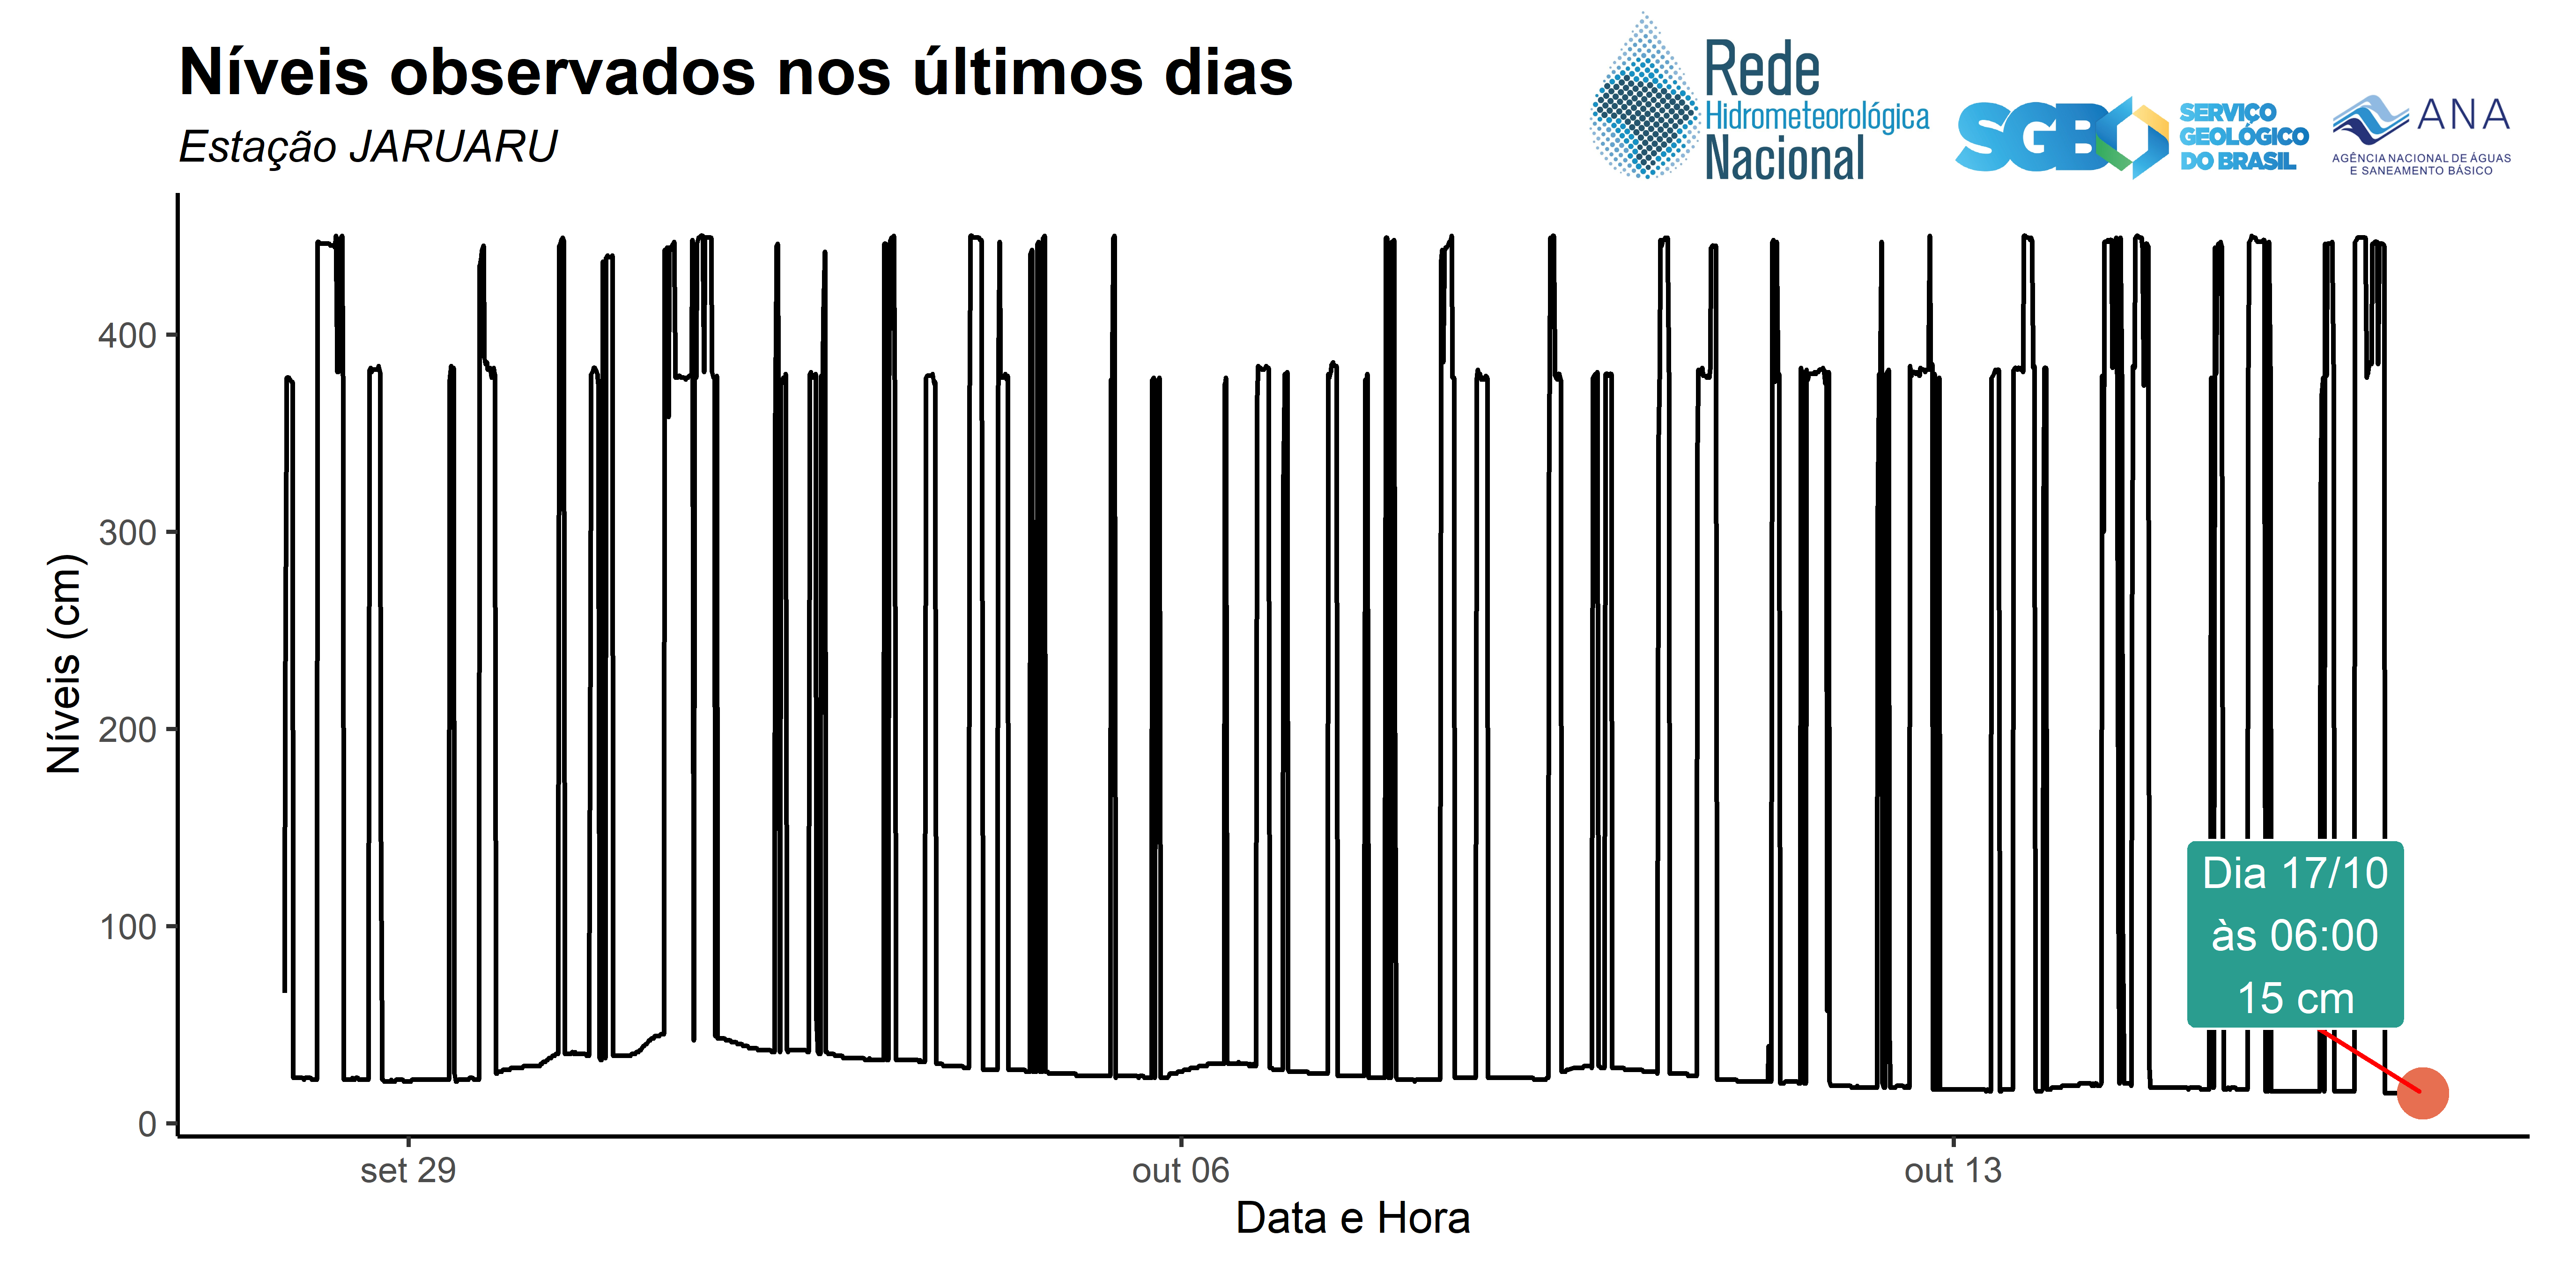 Níveis observados nos últimos dias
Estação JARUARU
Rede
Hidrometeorológica
Nacional
SGB
SERVIÇO
GEOLÓGICO
DO BRASIL
ANA
AGÊNCIA NACIONAL DE ÁGUAS
E SANEAMENTO BÁSICO
Níveis (cm)
400
300
200
100
0
Dia 17/10
às 06:00
15 cm
set 29
out 06
out 13
Data e Hora